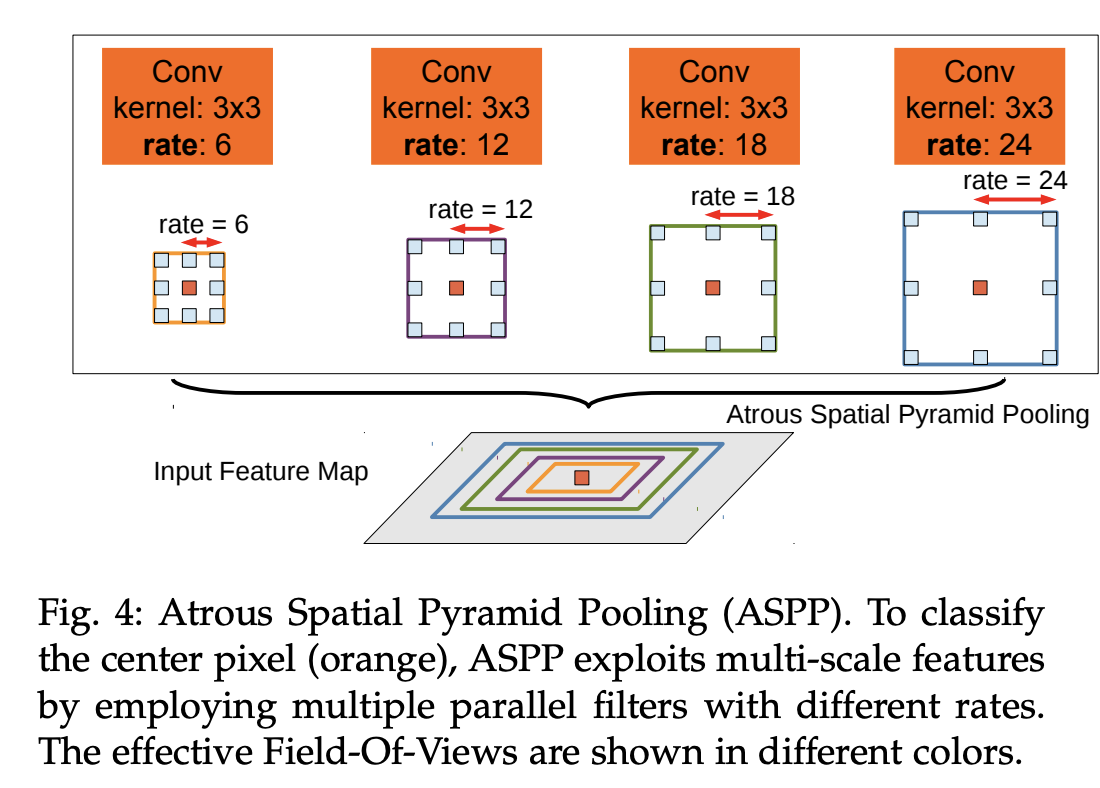 Conv
kernel: 3x3
rate: 6
Conv
kernel: 3x3
rate: 12
Conv
kernel: 3x3
rate: 18
Conv
kernel: 3x3
rate: 24
rate = 6
rate = 12
rate = 18
rate = 24
Atrous Spatial Pyramid Pooling
Input Feature Map
Fig. 4: Atrous Spatial Pyramid Pooling (ASPP). To classify
the center pixel (orange), ASPP exploits multi-scale features
by employing multiple parallel filters with different rates.
The effective Field-Of-Views are shown in different colors.